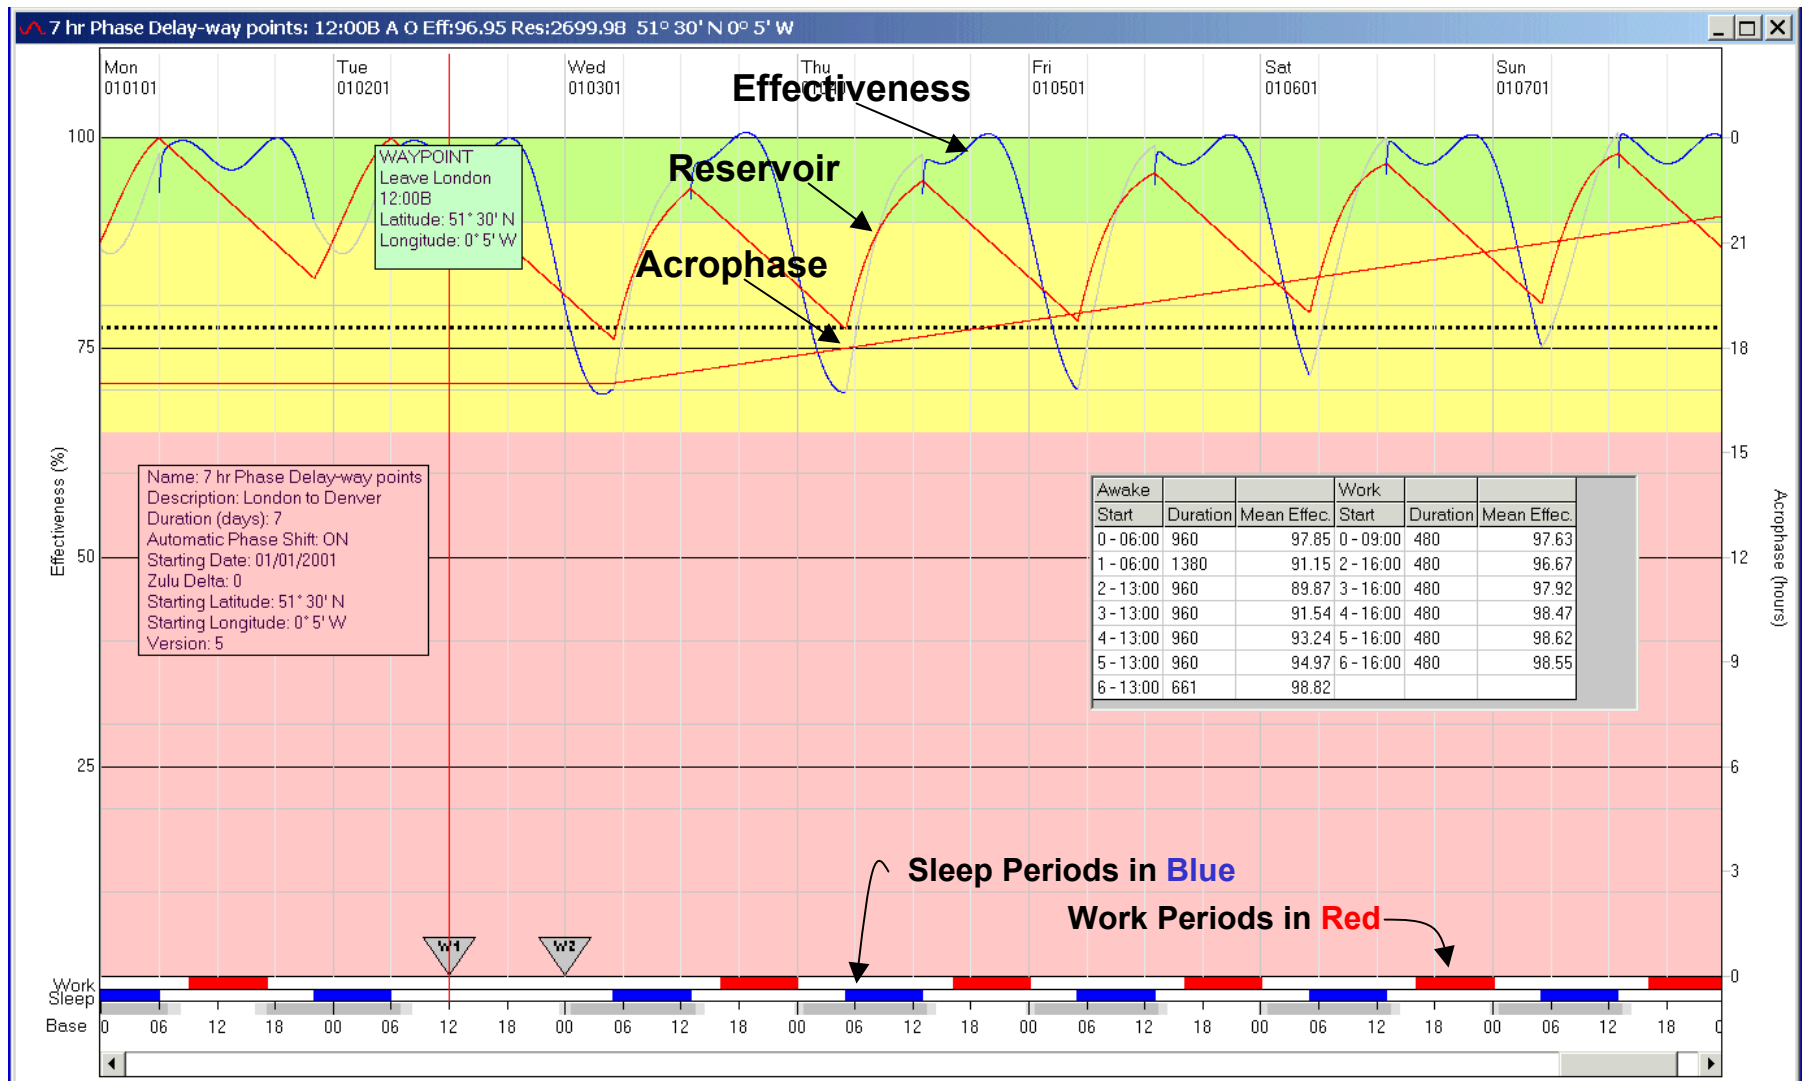 7 hr Phase Delay-way points: 12:00B A O Eff:96.95 Res:2699.98 51° 30' N 0° 5' W
Mon Tue Wed Thu Fri Sat Sun
010101 010201 010301 010501 010601 010701
Effectiveness
Reservoir
Acrophase
WAYPOINT
Leave London
12:00B
Latitude: 51° 30' N
Longitude: 0° 5' W
100
75
50
25
Effectiveness (%)
0
21
18
15
12
9
6
3
0
Acrophase (hours)
Name: 7 hr Phase Delay-way points
Description: London to Denver
Duration (days): 7
Automatic Phase Shift: ON
Starting Date: 01/01/2001
Zulu Delta: 0
Starting Latitude: 51° 30' N
Starting Longitude: 0° 5' W
Version: 5
Awake Work
Start Duration Mean Effec. Start Duration Mean Effec.
0 - 06:00 960 97.85 0 - 09:00 480 97.63
1 - 06:00 1380 91.15 2 - 16:00 480 96.67
2 - 13:00 960 89.87 3 - 16:00 480 97.92
3 - 13:00 960 91.54 4 - 16:00 480 98.47
4 - 13:00 960 93.24 5 - 16:00 480 98.62
5 - 13:00 960 94.97 6 - 16:00 480 98.55
6 - 13:00 661 98.82
Sleep Periods in Blue
Work Periods in Red
W1 W2
Work
Sleep
Base 0 06 12 18 00 06 12 18 00 06 12 18 00 06 12 18 00 06 12 18 00 06 12 18 00 06 12 18